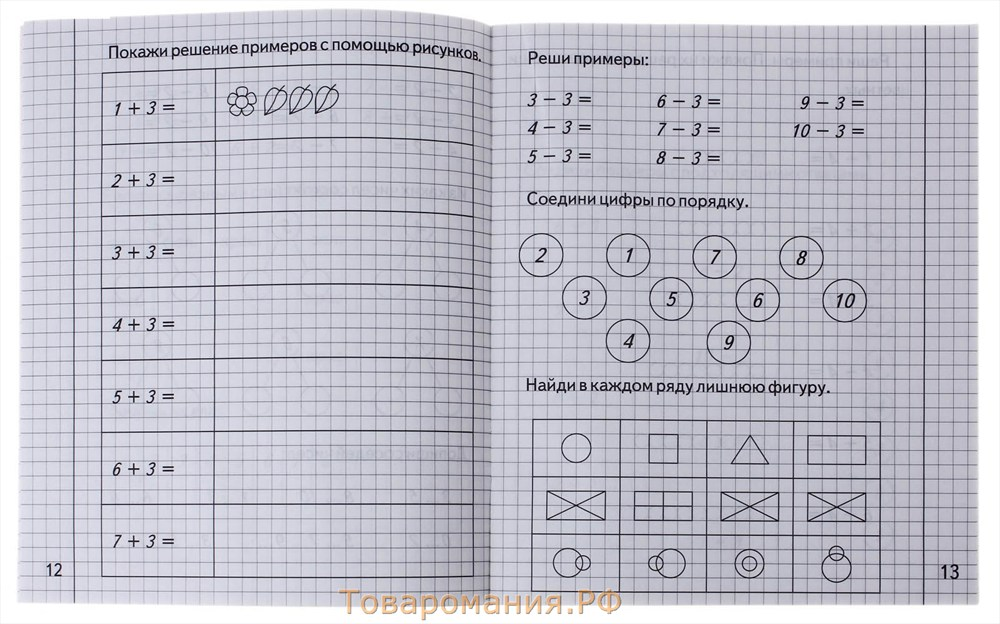 Покажи решение примеров с помощью рисунков.
1 + 3 =
2 + 3 =
3 + 3 =
4 + 3 =
5 + 3 =
6 + 3 =
7 + 3 =
12
Реши примеры:
3 − 3 = 6 − 3 = 9 − 3 =
4 − 3 = 7 − 3 = 10 − 3 =
5 − 3 = 8 − 3 =
Соедини цифры по порядку.
2 1 7 8
3 5 6 10
4 9
Найди в каждом ряду лишнюю фигуру.
13
Товаромания.РФ